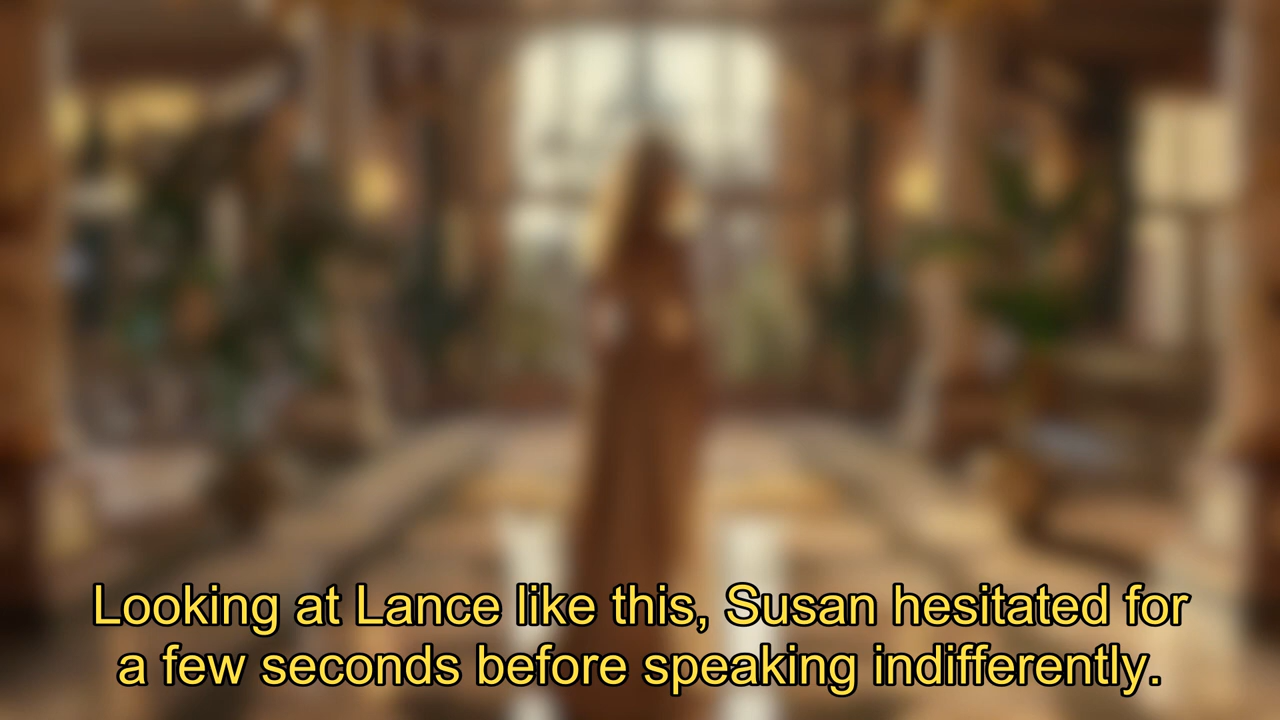 Looking at Lance like this, Susan hesitated for
a few seconds before speaking indifferently.